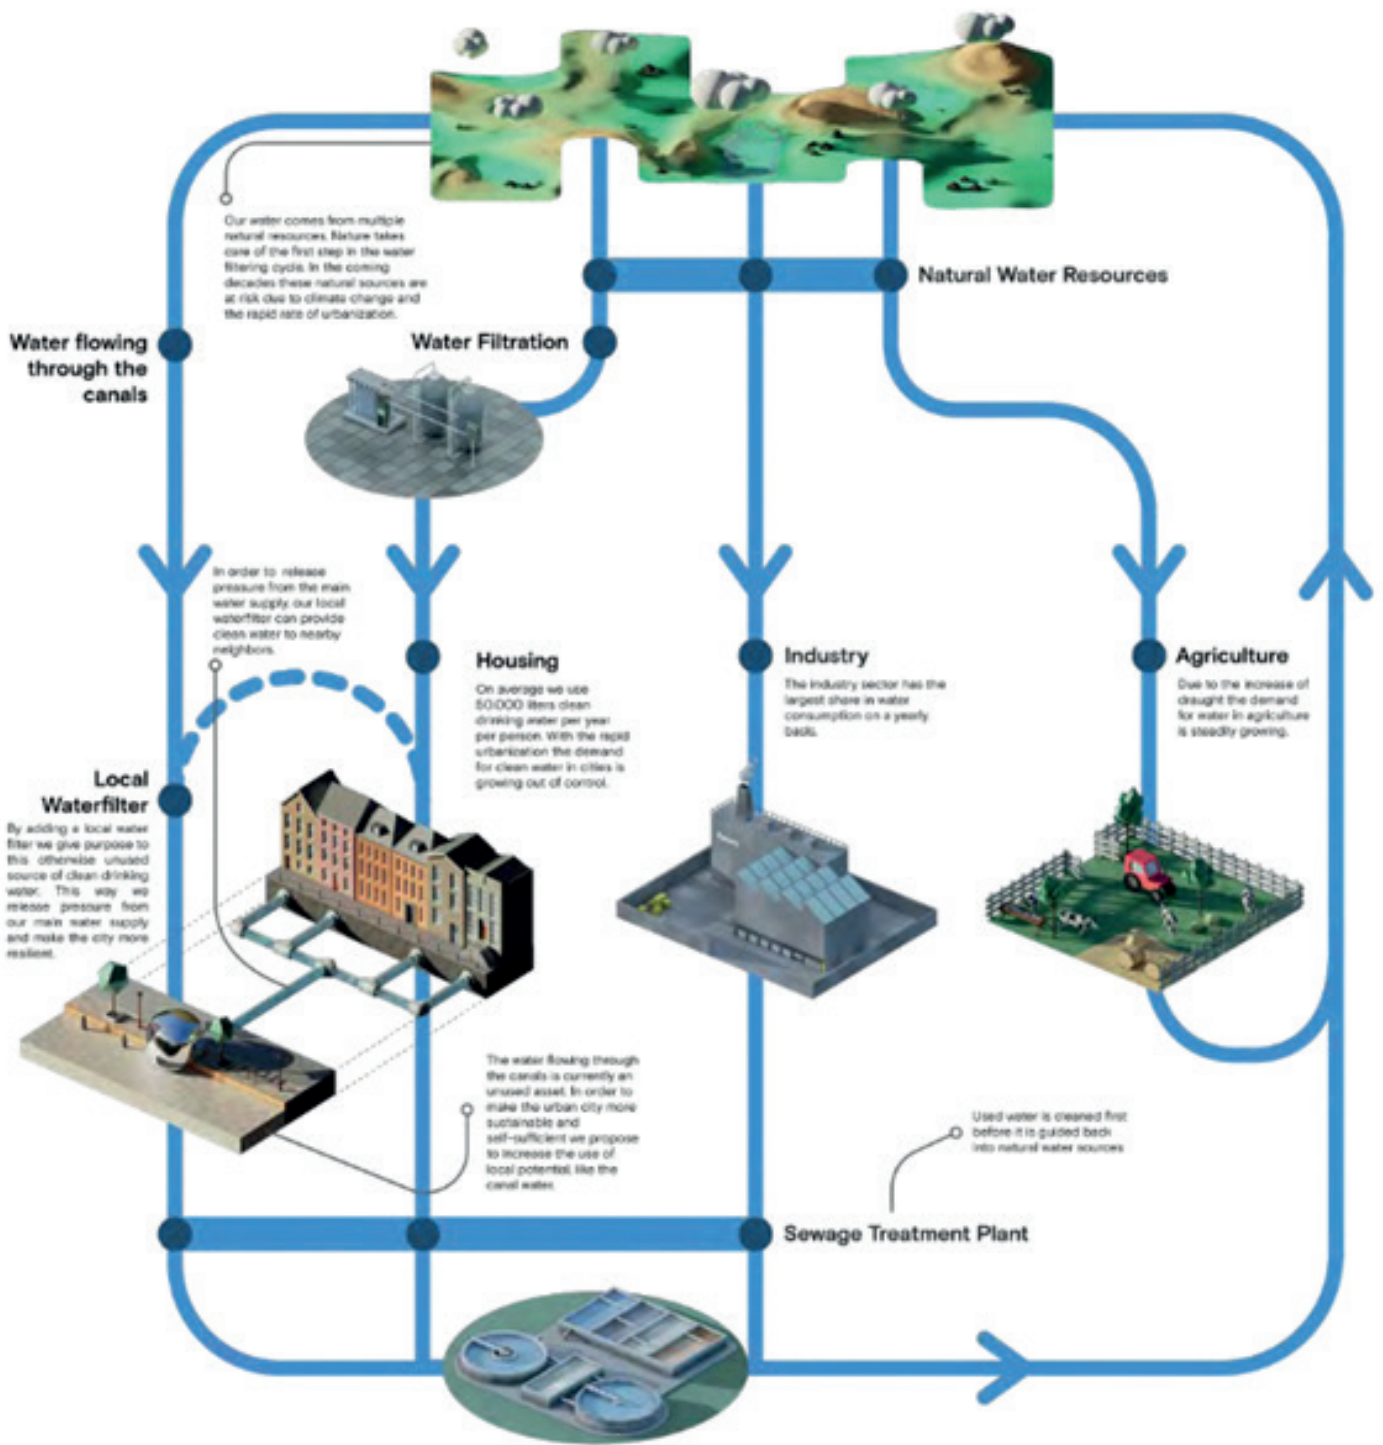 Our water comes from multiple
natural resources. Nature takes
care of the first step in the water
filtering cycle. In the coming
decades these natural sources are
at risk due to climate change and
the rapid rate of urbanization.
Natural Water Resources
Water flowing
through the
canals
Water Filtration
In order to release
pressure from the main
water supply, our local
waterfilter can provide
clean water to nearby
neighbors.
Housing
On average we use
50.000 liters clean
drinking water per year
per person. With the rapid
urbanization the demand
for clean water in cities is
growing out of control.
Industry
The industry sector has the
largest share in water
consumption on a yearly
basis.
Agriculture
Due to the increase of
draught the demand
for water in agriculture
is steadily growing.
Local
Waterfilter
By adding a local water
filter we give purpose to
this otherwise unused
source of clean drinking
water. This way we
release pressure from
our main water supply
and make the city more
resilient.
The water flowing through
the canals is currently an
unused asset. In order to
make the urban city more
sustainable and
self-sufficient we propose
to increase the use of
local potential, like the
canal water.
Used water is cleaned first
before it is guided back
into natural water sources
Sewage Treatment Plant